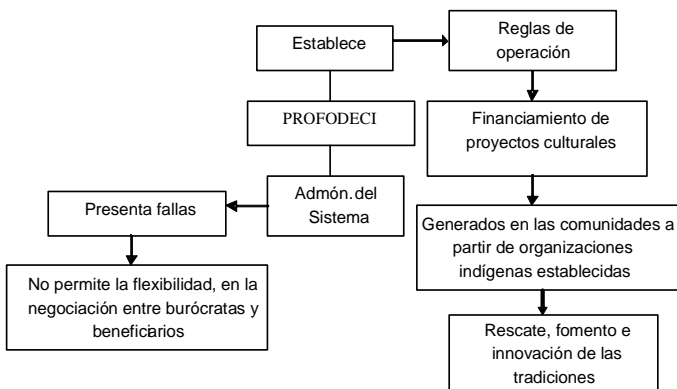 Establece
Reglas de
operación
PROFODECI
Financiamiento de
proyectos culturales
Admón. del
Sistema
Presenta fallas
Generados en las comunidades a
partir de organizaciones
indígenas establecidas
No permite la flexibilidad, en la
negociación entre burócratas y
beneficiarios
Rescate, fomento e
innovación de las
tradiciones